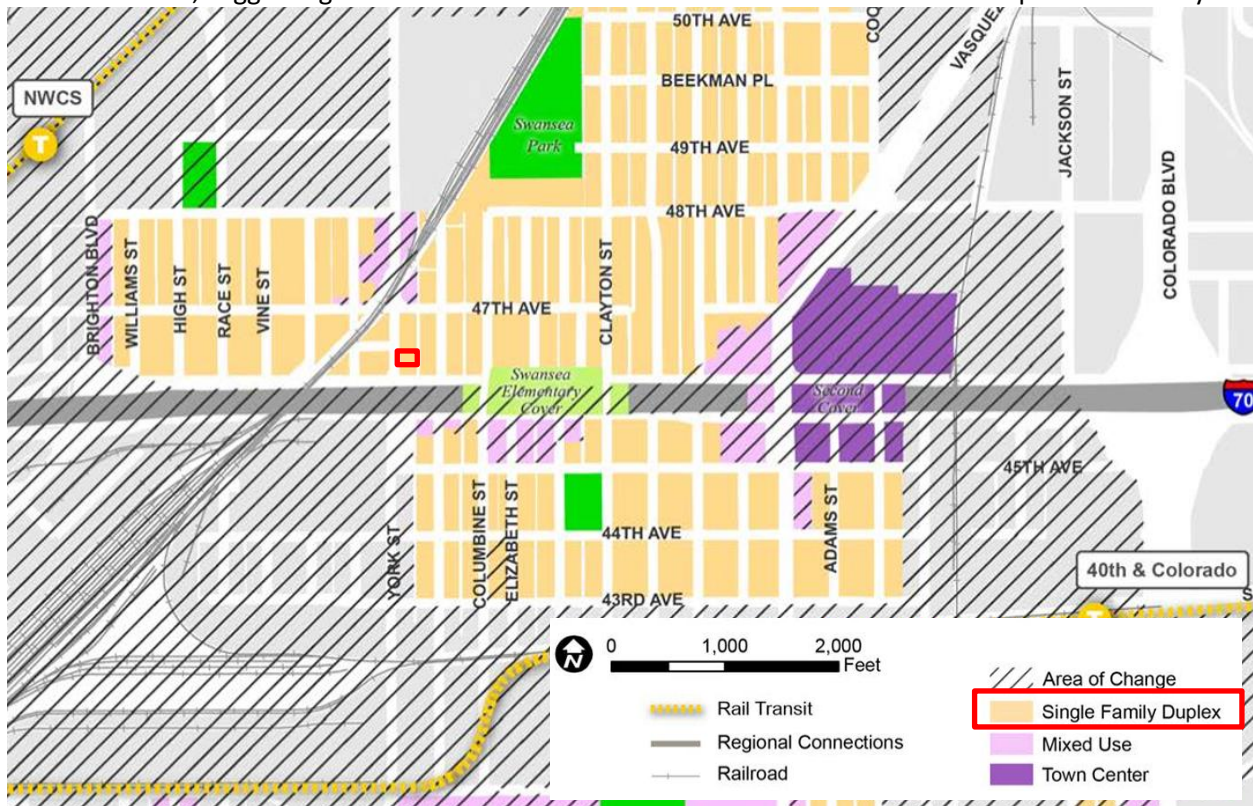 50TH AVE
VASQUEZ
BEEKMAN PL
NWCS
T
Swansea
Park
49TH AVE
JACKSON ST
COLORADO BLVD
48TH AVE
BRIGHTON BLVD
WILLIAMS ST
HIGH ST
RACE ST
VINE ST
CLAYTON ST
47TH AVE
Swansea
Elementary
Cover
Second
Cover
70
45TH AVE
YORK ST
COLUMBINE ST
ELIZABETH ST
44TH AVE
ADAMS ST
43RD AVE
40th & Colorado
N
0 1,000 2,000
Feet
Area of Change
Rail Transit
Single Family Duplex
Regional Connections
Mixed Use
Railroad
Town Center